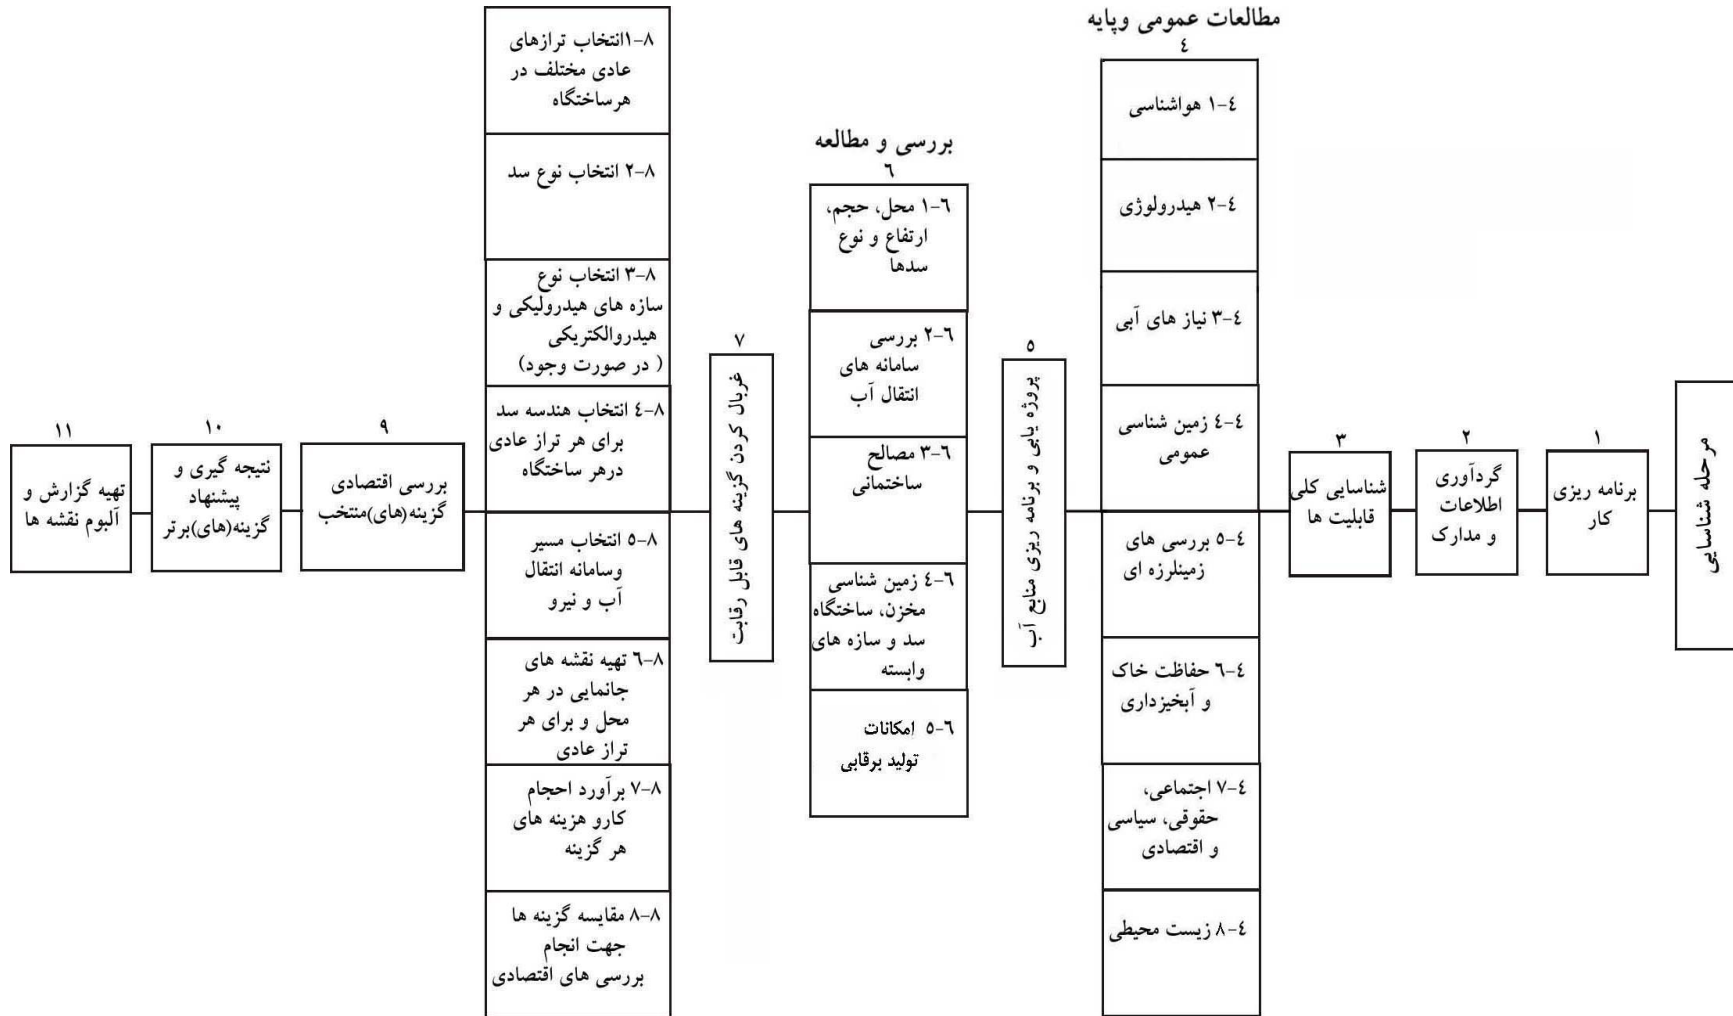 مرحله شناسایی
۱
برنامه ریزی
کار
۲
گردآوری
اطلاعات
و مدارک
۳
شناسایی کلی
قابلیت ها
مطالعات عمومی وپایه
٤
٤-۱ هواشناسی
٤-۲ هیدرولوژی
٤-۳ نیاز های آبی
٤-٤ زمین شناسی
عمومی
٤-۵ بررسی های
زمینلرزه ای
٤-٦ حفاظت خاک
و آبخیزداری
٤-۷ اجتماعی،
حقوقی، سیاسی
و اقتصادی
٤-۸ زیست محیطی
۵
پروژه یابی و برنامه ریزی منابع آب
بررسی و مطالعه
٦
٦-۱ محل، حجم،
ارتفاع و نوع
سدها
٦-۲ بررسی
سامانه های
انتقال آب
٦-۳ مصالح
ساختمانی
٦-٤ زمین شناسی
مخزن، ساختگاه
سد و سازه های
وابسته
٦-۵ امکانات
تولید برقابی
۷
غربال کردن گزینه های قابل رقابت
۸-۱انتخاب ترازهای
عادی مختلف در
هرساختگاه
۸-۲ انتخاب نوع سد
۸-۳ انتخاب نوع
سازه های هیدرولیکی و
هیدروالکتریکی
( در صورت وجود)
۸-٤ انتخاب هندسه سد
برای هر تراز عادی
درهر ساختگاه
۸-۵ انتخاب مسیر
وسامانه انتقال
آب و نیرو
۸-٦ تهیه نقشه های
جانمایی در هر
محل و برای هر
تراز عادی
۸-۷ برآورد احجام
کارو هزینه های
هر گزینه
۸-۸ مقایسه گزینه ها
جهت انجام
بررسی های اقتصادی
۹
بررسی اقتصادی
گزینه(های)منتخب
۱۰
نتیجه گیری و
پیشنهاد
گزینه(های)برتر
۱۱
تهیه گزارش و
آلبوم نقشه ها